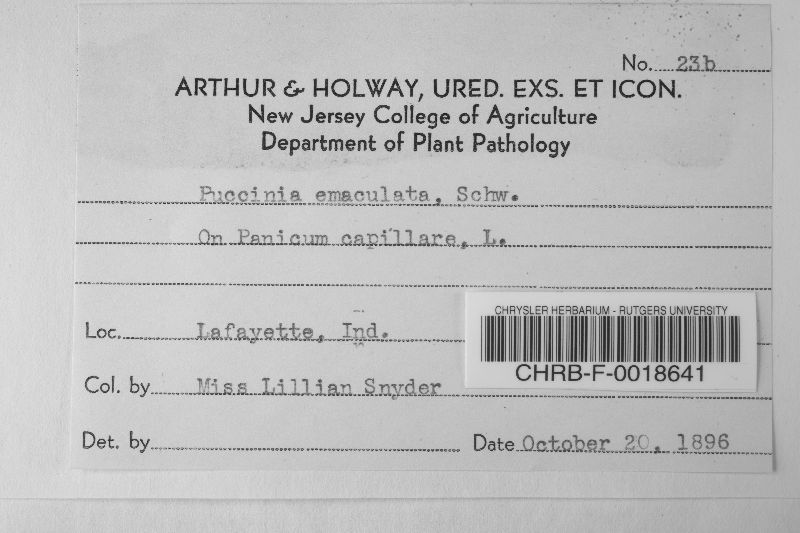 No. 23b
ARTHUR & HOLWAY, URED. EXS. ET ICON.
New Jersey College of Agriculture
Department of Plant Pathology
Puccinia emaculata, Schw.
On Panicum capillare, L.
Loc. Lafayette, Ind.
CHRYSLER HERBARIUM - RUTGERS UNIVERSITY
CHRB-F-0018641
Col. by Miss Lillian Snyder
Det. by
Date October 20, 1896